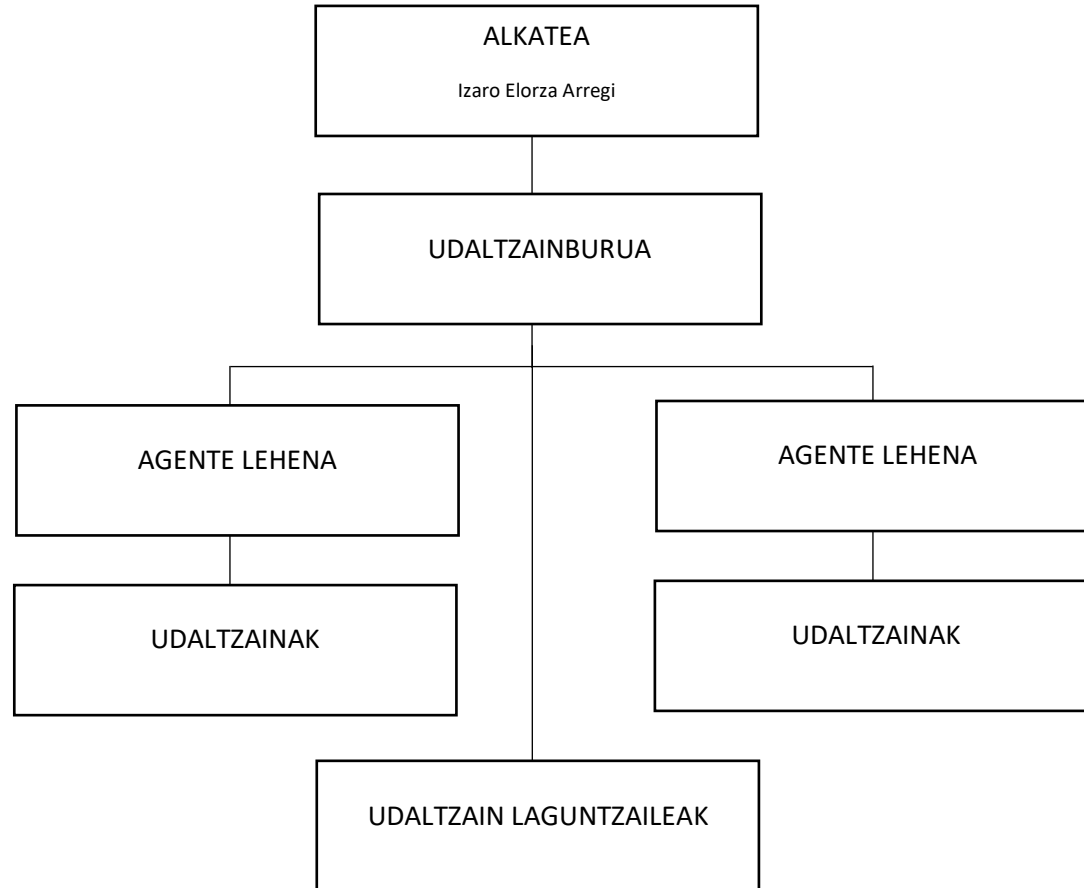 ALKATEA
Izaro Elorza Arregi
UDALTZAINBURUA
AGENTE LEHENA
AGENTE LEHENA
UDALTZAINAK
UDALTZAINAK
UDALTZAIN LAGUNTZAILEAK